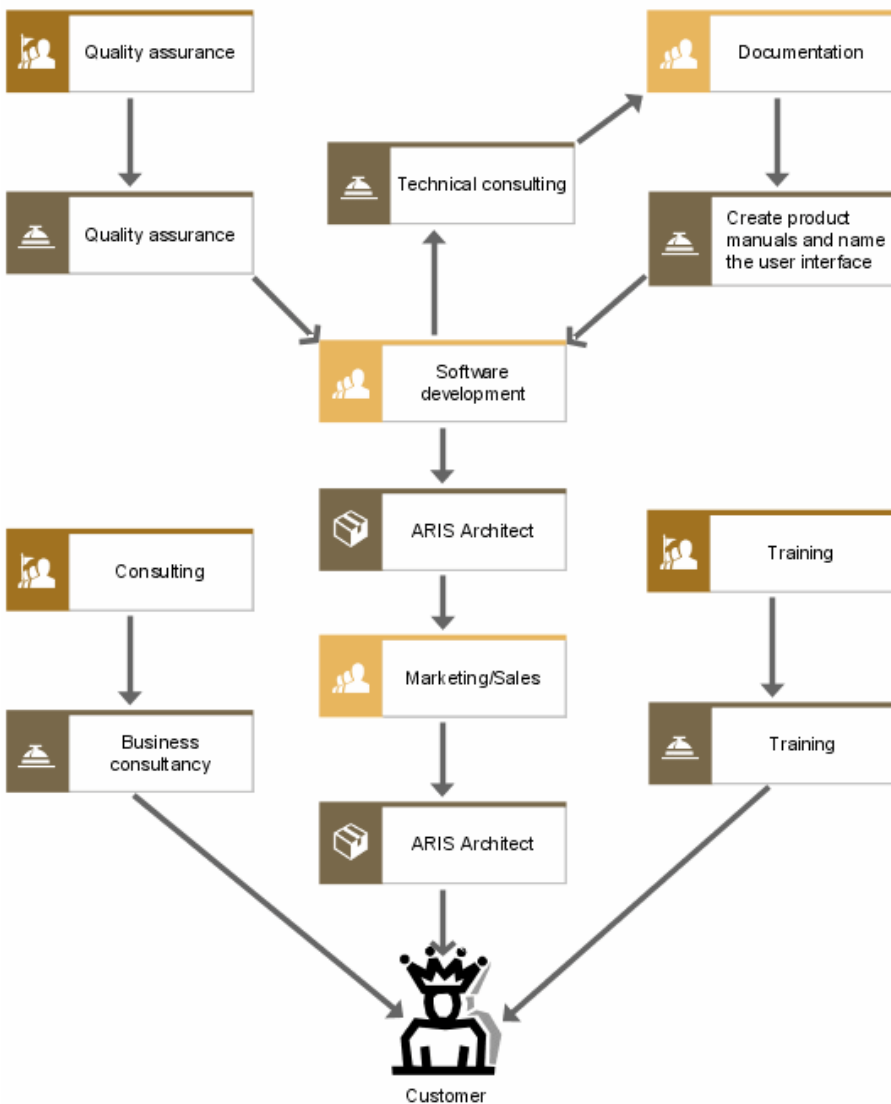 Quality assurance
Documentation
Technical consulting
Quality assurance
Create product
manuals and name
the user interface
Software
development
ARIS Architect
Consulting
Training
Marketing/Sales
Business
consultancy
Training
ARIS Architect
Customer